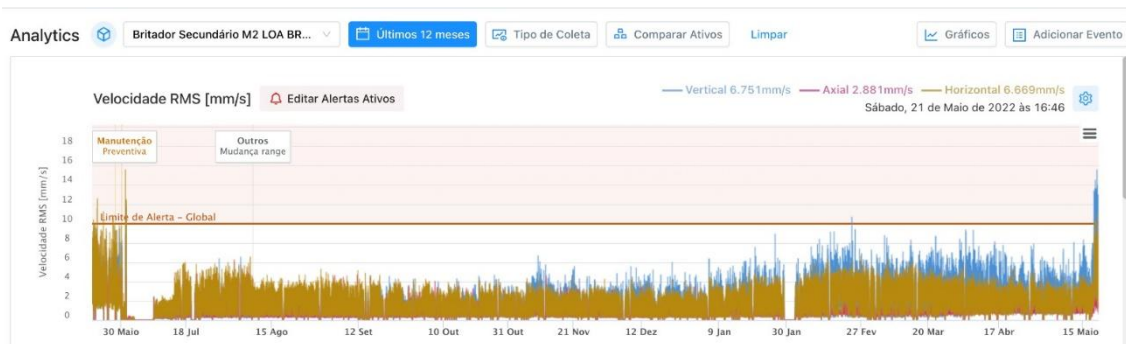 Analytics Britador Secundário M2 LOA BR... Últimos 12 meses Tipo de Coleta Comparar Ativos Limpar Gráficos Adicionar Evento
Velocidade RMS [mm/s] Editar Alertas Ativos Vertical 6.751mm/s Axial 2.881mm/s Horizontal 6.669mm/s
Sábado, 21 de Maio de 2022 às 16:46
Manutenção
Preventiva
Outros
Mudança range
Velocidade RMS [mm/s]
18
16
14
12
10
8
6
4
2
0
Limite de Alerta - Global
30 Maio 18 Jul 15 Ago 12 Set 10 Out 31 Out 21 Nov 12 Dez 9 Jan 30 Jan 27 Fev 20 Mar 17 Abr 15 Maio